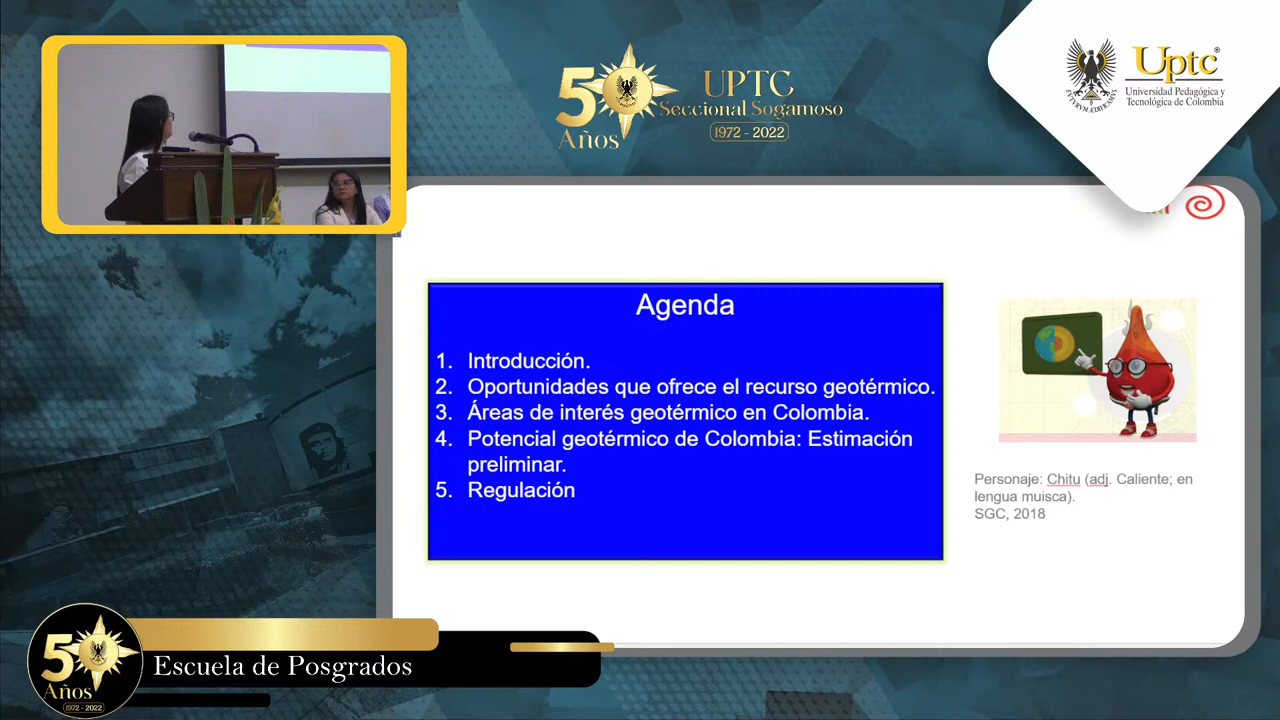 50
Años
UPTC
Seccional Sogamoso
1972 - 2022
Uptc®
Universidad Pedagógica y
Tecnológica de Colombia
Agenda
1. Introducción.
2. Oportunidades que ofrece el recurso geotérmico.
3. Áreas de interés geotérmico en Colombia.
4. Potencial geotérmico de Colombia: Estimación
preliminar.
5. Regulación
Personaje: Chitu (adj. Caliente; en
lengua muisca).
SGC, 2018
50
Años
1972 - 2022
Escuela de Posgrados